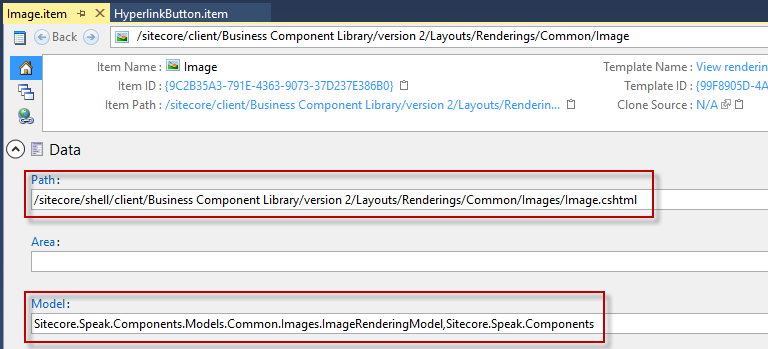 Image.item
HyperlinkButton.item
Back
/sitecore/client/Business Component Library/version 2/Layouts/Renderings/Common/Image
Item Name : Image
Template Name : View renderin
Item ID : {9C2B35A3-791E-4363-9073-37D237E386B0}
Template ID : {99F8905D-4A
Item Path : /sitecore/client/Business Component Library/version 2/Layouts/Renderin...
Clone Source : N/A
Data
Path:
/sitecore/shell/client/Business Component Library/version 2/Layouts/Renderings/Common/Images/Image.cshtml
Area:
Model:
Sitecore.Speak.Components.Models.Common.Images.ImageRenderingModel,Sitecore.Speak.Components